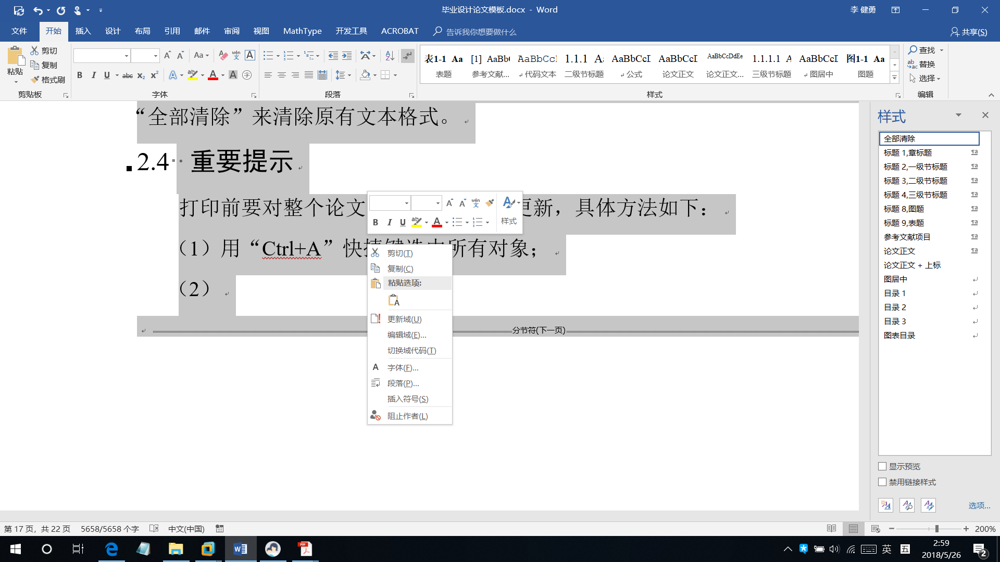 毕业设计论文模板.docx - Word
李 健勇
文件 开始 插入 设计 布局 引用 邮件 审阅 视图 MathType 开发工具 ACROBAT 告诉我你想要做什么 共享(S)
粘贴 剪切 复制 格式刷
剪贴板 字体 段落 样式 编辑
表1-1 Aa [1] AaBb( AaBbCcI 1.1.1 A AaBbCcI AaBbCcI AaBbCcDdEe 1.1.1.1 A AaBbCcI 图1-1 Aa
表题 参考文献... 代码文本 二级节标题 公式 论文正文 论文正文... 三级节标题 图居中 图题
查找
替换
选择
“全部清除”来清除原有文本格式。
2.4 重要提示
打印前要对整个论文
更新，具体方法如下：
（1）用“Ctrl+A”快
所有对象；
（2）
分节符(下一页)
B I U
样式
剪切(T)
复制(C)
粘贴选项:
更新域(U)
编辑域(E)...
切换域代码(T)
字体(F)...
段落(P)...
插入符号(S)
阻止作者(L)
样式
全部清除
标题 1,章标题
标题 2,一级节标题
标题 3,二级节标题
标题 4,三级节标题
标题 8,图题
标题 9,表题
参考文献项目
论文正文
论文正文 + 上标
图居中
目录 1
目录 2
目录 3
图表目录
显示预览
禁用链接样式
选项...
第 17 页，共 22 页 5658/5658 个字 中文(中国) 200%
英 五 2:59
2018/5/26
2